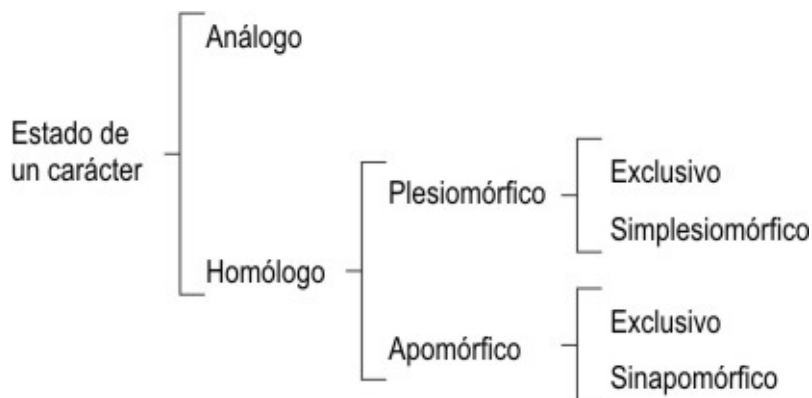 Análogo
Estado de
un carácter
Plesiomórfico
Exclusivo
Simplesiomórfico
Homólogo
Apomórfico
Exclusivo
Sinapomórfico